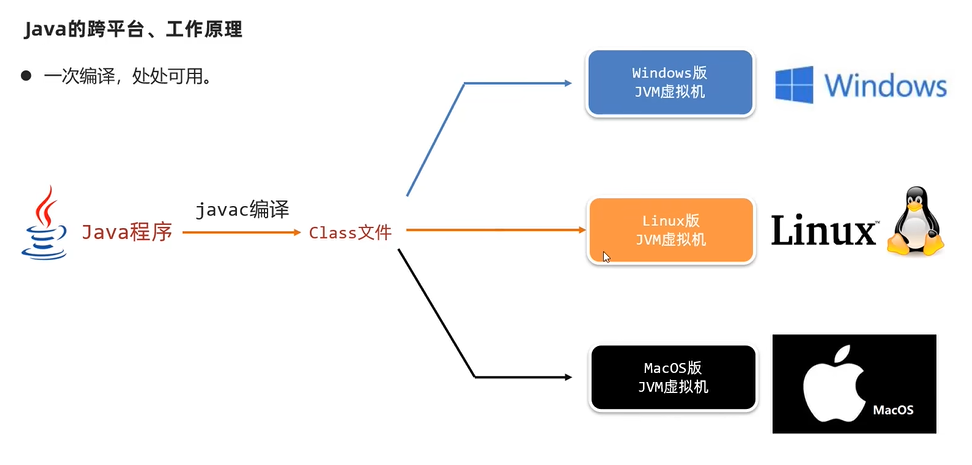 Java的跨平台、工作原理
● 一次编译，处处可用。
Windows版
JVM虚拟机
Windows
javac编译
Java程序
Class文件
Linux版
JVM虚拟机
Linux™
MacOS版
JVM虚拟机
MacOS